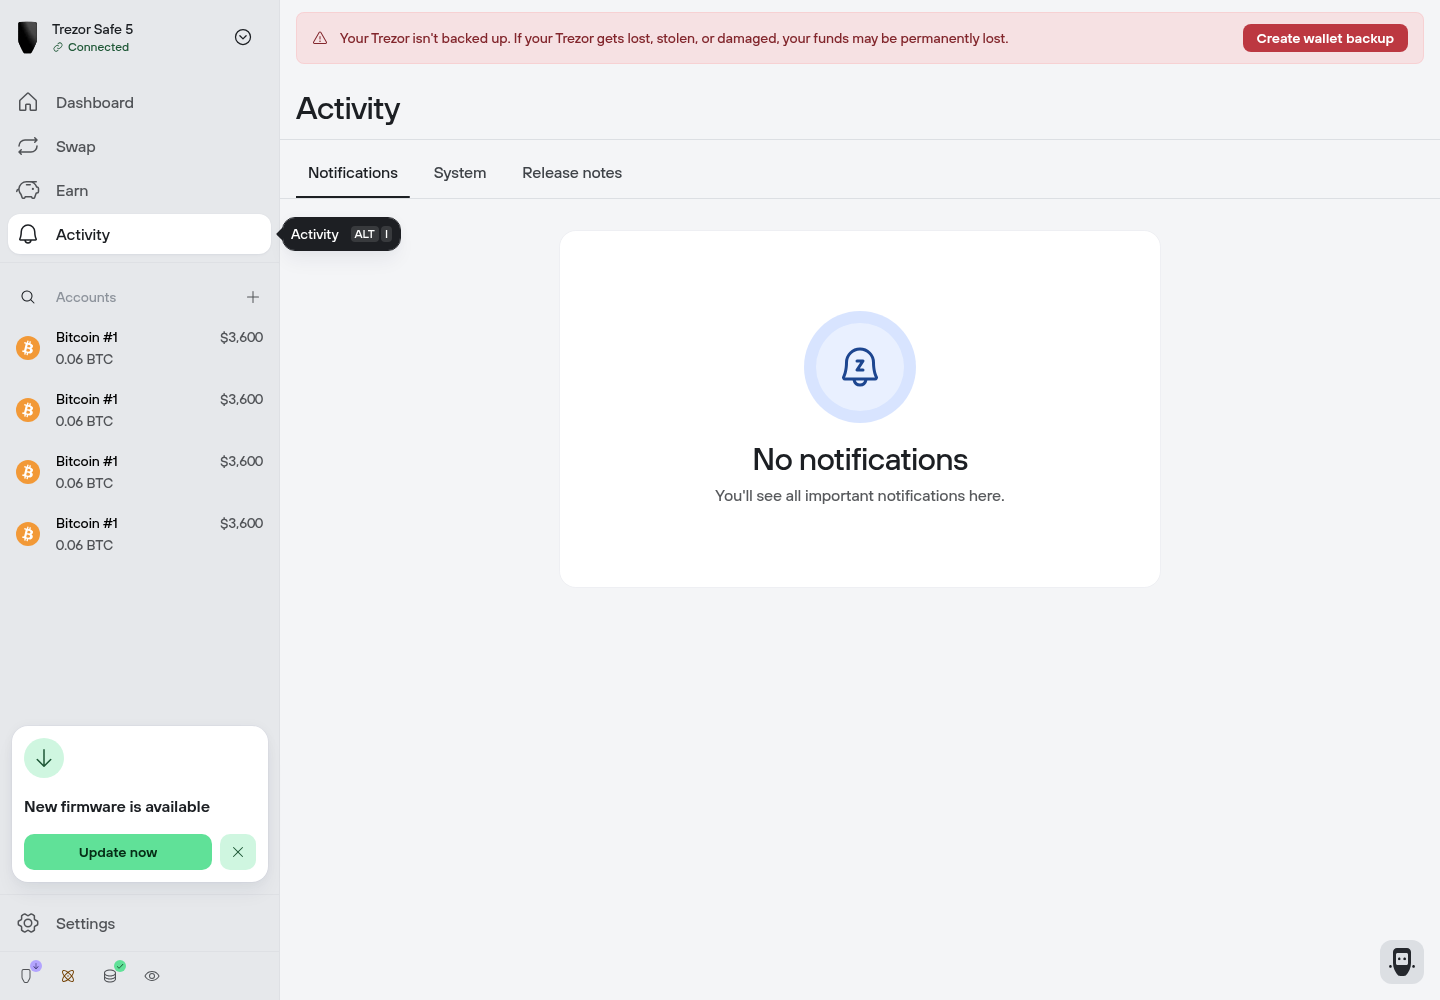 Trezor Safe 5
Connected
Your Trezor isn't backed up. If your Trezor gets lost, stolen, or damaged, your funds may be permanently lost.
Create wallet backup
Dashboard
Swap
Earn
Activity
Activity ALT I
Accounts
Bitcoin #1 $3,600
0.06 BTC
Bitcoin #1 $3,600
0.06 BTC
Bitcoin #1 $3,600
0.06 BTC
Bitcoin #1 $3,600
0.06 BTC
New firmware is available
Update now
Settings
Activity
Notifications System Release notes
Z
No notifications
You'll see all important notifications here.